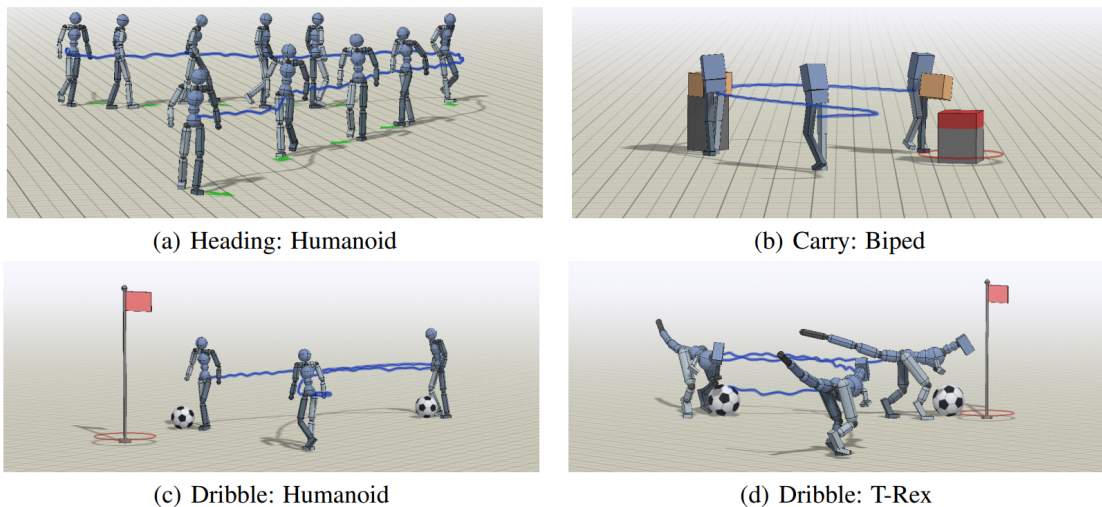 (a) Heading: Humanoid
(b) Carry: Biped
(c) Dribble: Humanoid
(d) Dribble: T-Rex